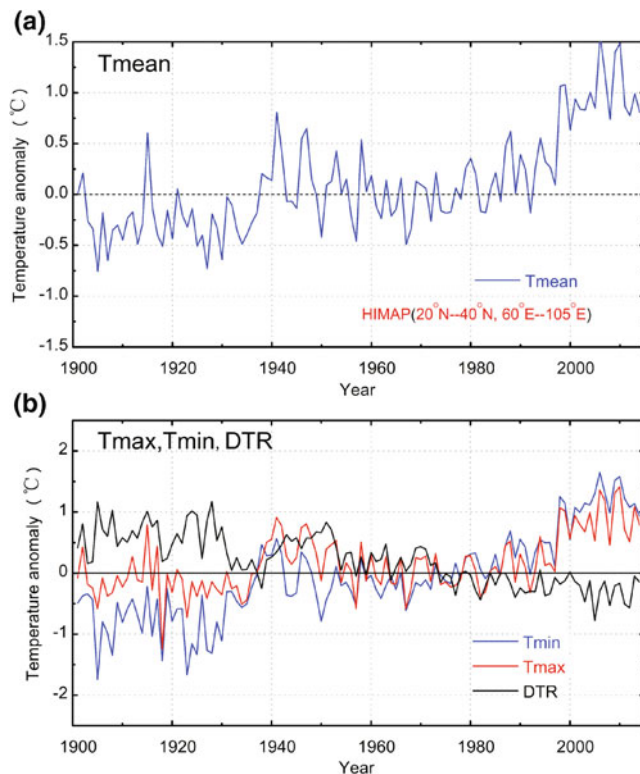 (a)
1.5
Tmean
1.0
0.5
0.0
-0.5
-1.0
-1.5
Temperature anomaly (℃)
Tmean
HIMAP(20°N--40°N, 60°E--105°E)
1900 1920 1940 1960 1980 2000
Year
(b)
Tmax,Tmin, DTR
2
1
0
-1
-2
Temperature anomaly (℃)
Tmin
Tmax
DTR
1900 1920 1940 1960 1980 2000
Year